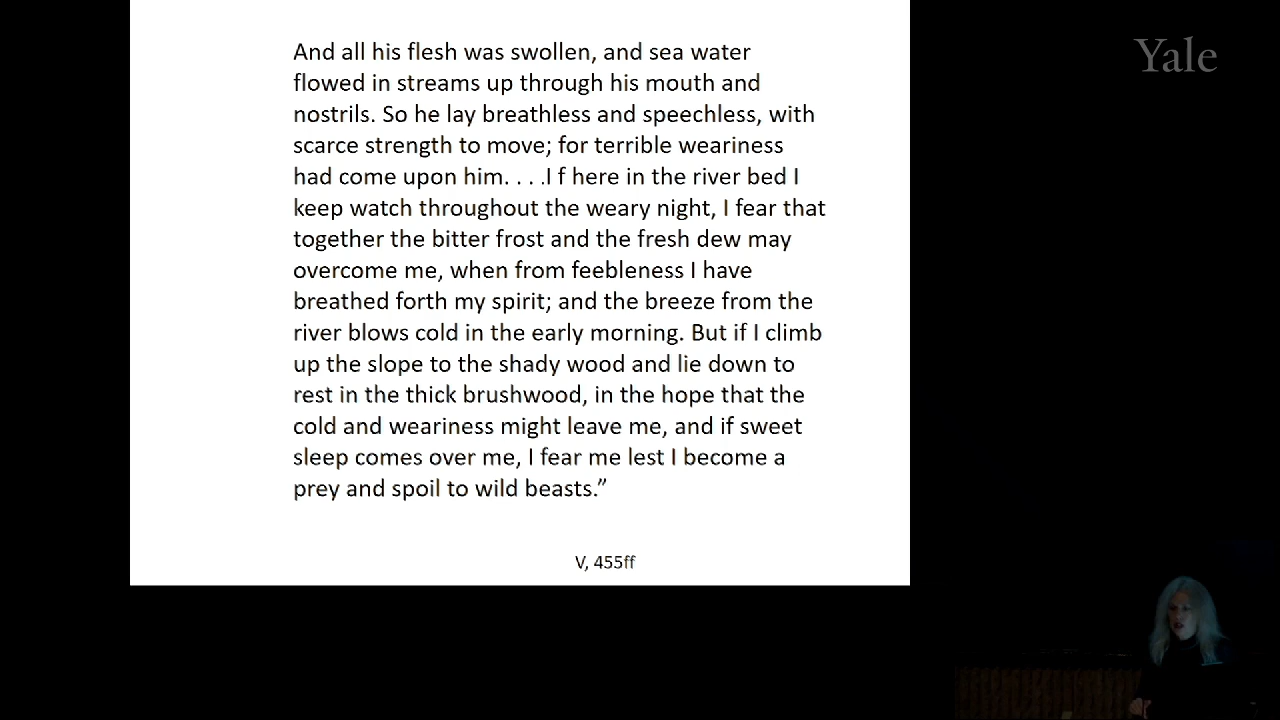 And all his flesh was swollen, and sea water
flowed in streams up through his mouth and
nostrils. So he lay breathless and speechless, with
scarce strength to move; for terrible weariness
had come upon him. . . .I f here in the river bed I
keep watch throughout the weary night, I fear that
together the bitter frost and the fresh dew may
overcome me, when from feebleness I have
breathed forth my spirit; and the breeze from the
river blows cold in the early morning. But if I climb
up the slope to the shady wood and lie down to
rest in the thick brushwood, in the hope that the
cold and weariness might leave me, and if sweet
sleep comes over me, I fear me lest I become a
prey and spoil to wild beasts.”
V, 455ff
Yale